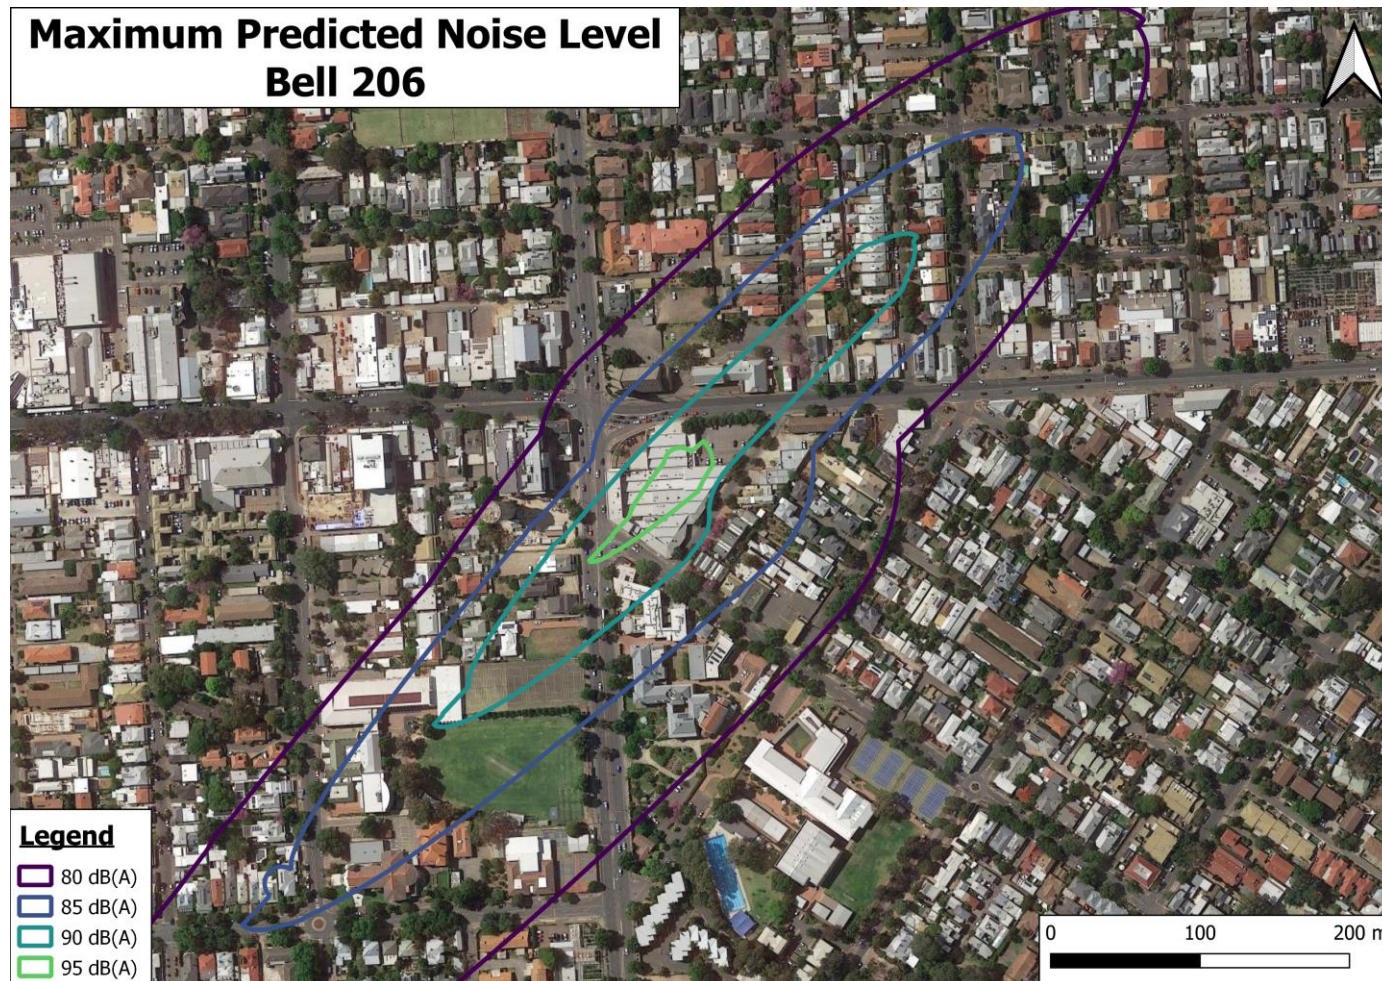 Maximum Predicted Noise Level
Bell 206
Legend
80 dB(A)
85 dB(A)
90 dB(A)
95 dB(A)
0 100 200 m